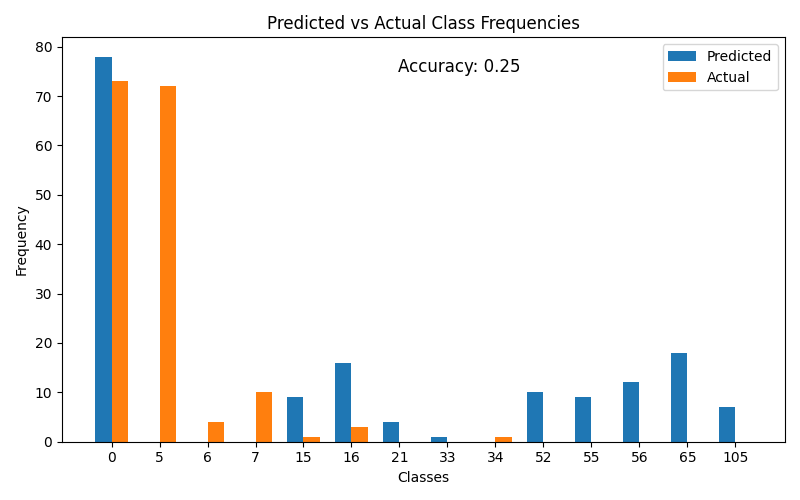 Predicted vs Actual Class Frequencies
Accuracy: 0.25
Predicted
Actual
Frequency
80
70
60
50
40
30
20
10
0
0 5 6 7 15 16 21 33 34 52 55 56 65 105
Classes